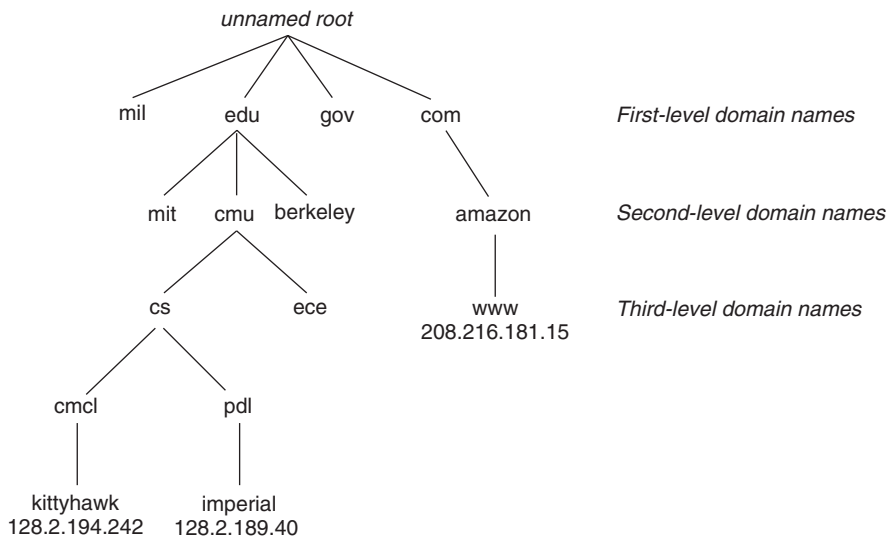 unnamed root
mil edu gov com First-level domain names
mit cmu berkeley amazon Second-level domain names
cs ece www Third-level domain names
208.216.181.15
cmcl pdl
kittyhawk imperial
128.2.194.242 128.2.189.40